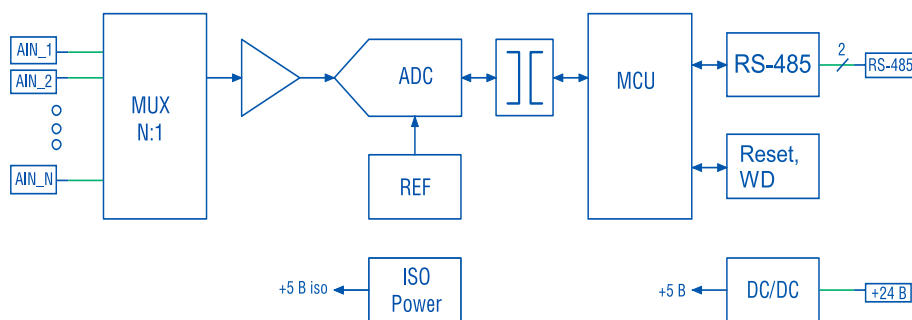 AIN_1
AIN_2
AIN_N
MUX
N:1
ADC
REF
MCU
RS-485
2
RS-485
Reset,
WD
+5 В iso
ISO
Power
+5 В
DC/DC
+24 В